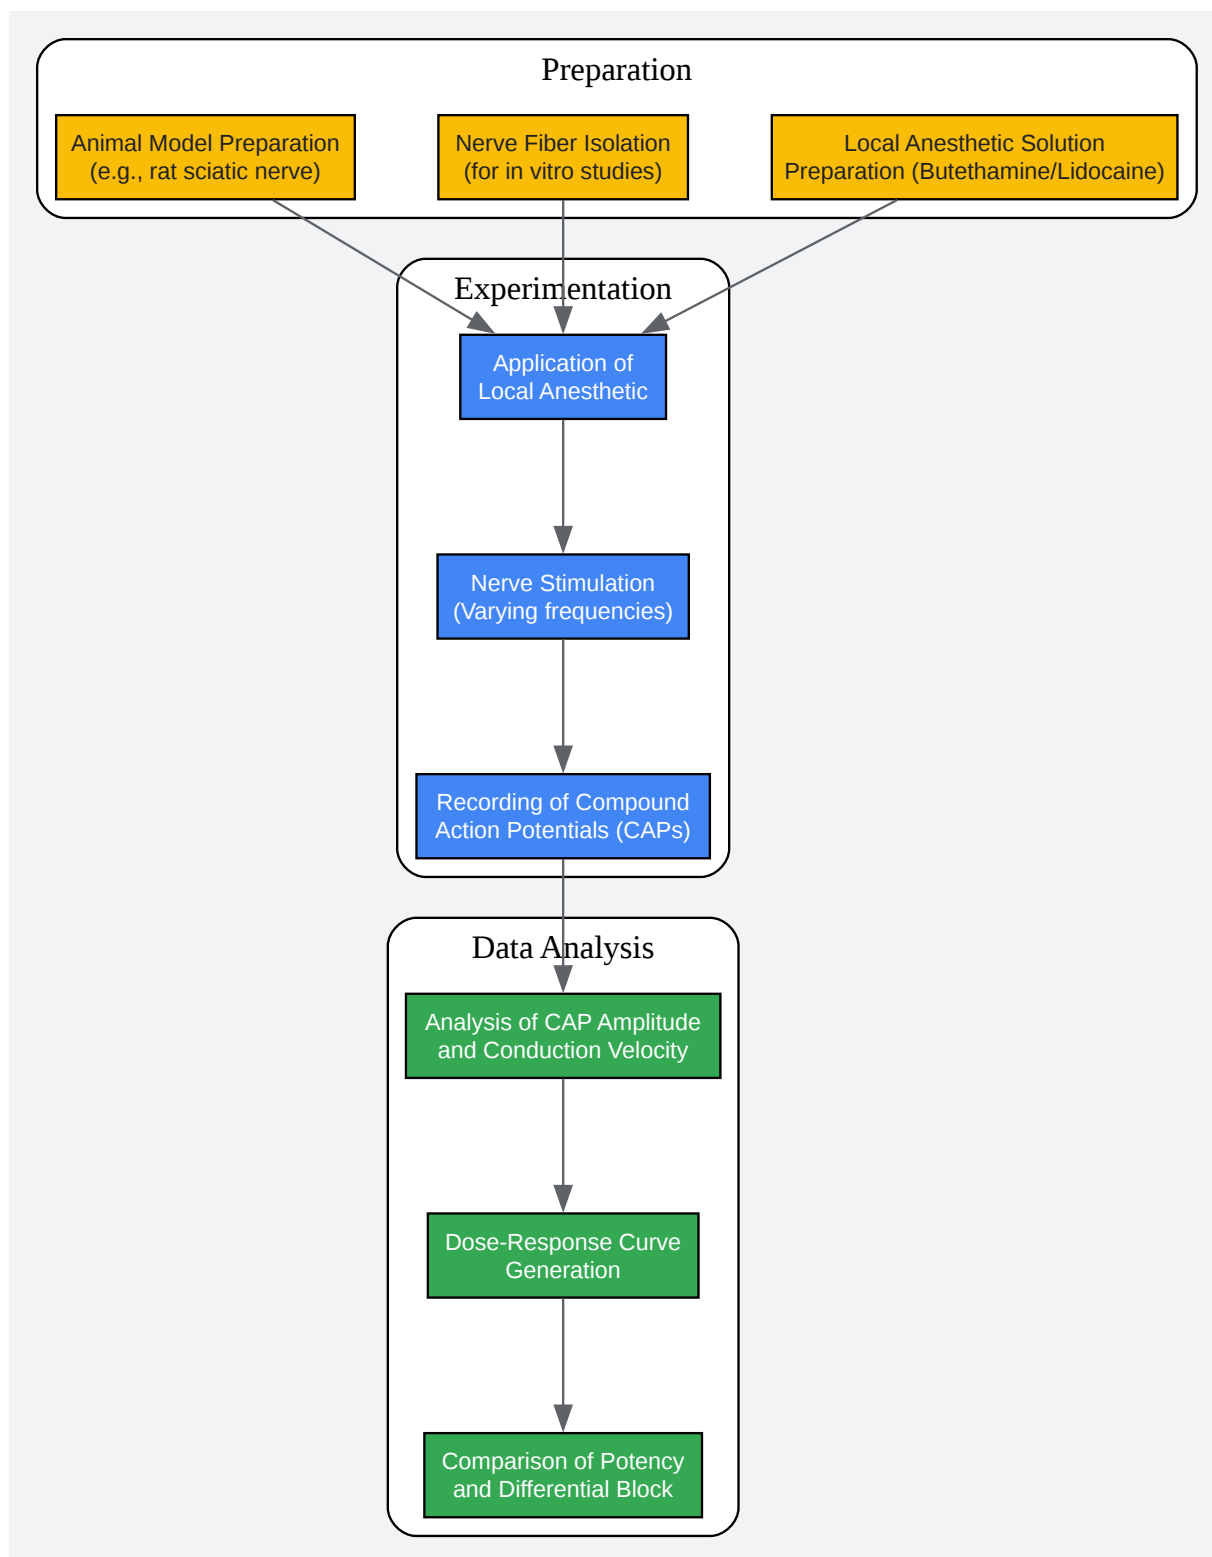 Preparation
Animal Model Preparation
(e.g., rat sciatic nerve)
Nerve Fiber Isolation
(for in vitro studies)
Local Anesthetic Solution
Preparation (Butethamine/Lidocaine)
Experimentation
Application of
Local Anesthetic
Nerve Stimulation
(Varying frequencies)
Recording of Compound
Action Potentials (CAPs)
Data Analysis
Analysis of CAP Amplitude
and Conduction Velocity
Dose-Response Curve
Generation
Comparison of Potency
and Differential Block